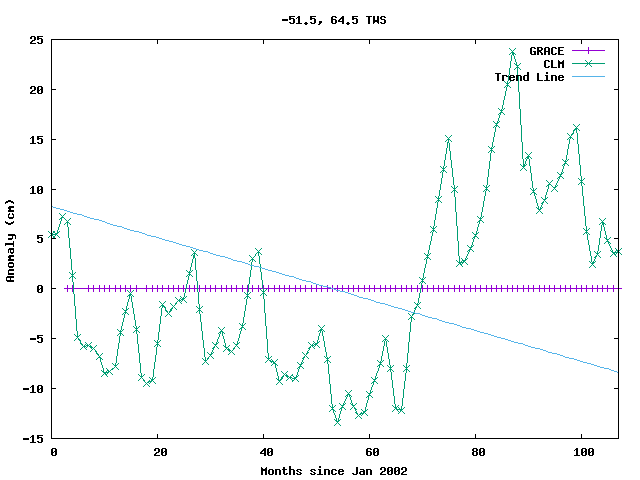 -51.5, 64.5 TWS
GRACE
CLM
Trend Line
25
20
15
10
5
0
-5
-10
-15
Anomaly (cm)
0 20 40 60 80 100
Months since Jan 2002